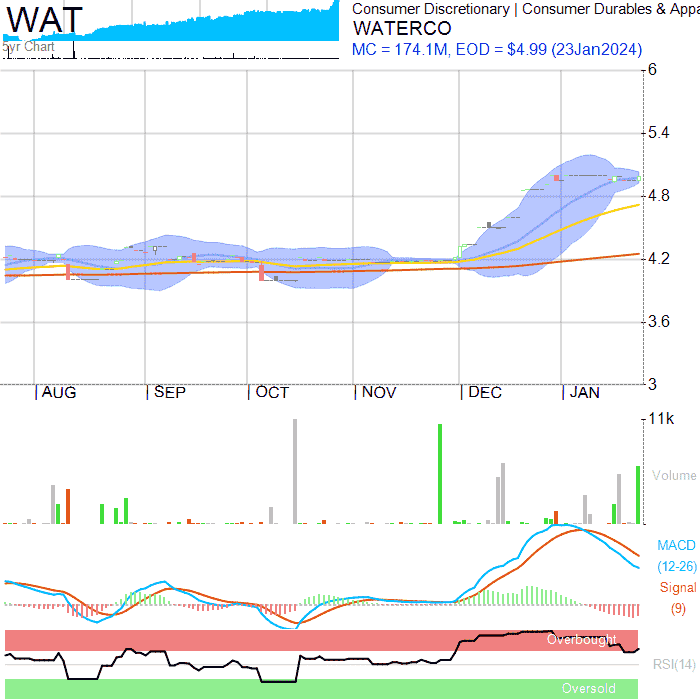 WAT
5yr Chart
Consumer Discretionary | Consumer Durables & Appa
WATERCO
MC = 174.1M, EOD = $4.99 (23Jan2024)
6
5.4
4.8
4.2
3.6
3
| AUG | SEP | OCT | NOV | DEC | JAN
11k
Volume
MACD
(12-26)
Signal
(9)
Overbought
RSI(14)
Oversold